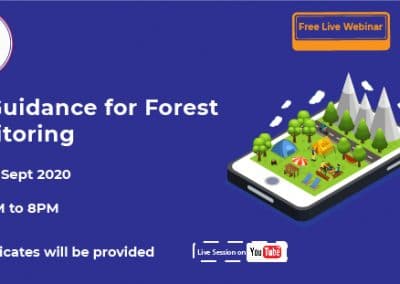 Free Live Webinar
Guidance for Forest
itoring
Sept 2020
M to 8PM
icates will be provided
Live Session on YouTube